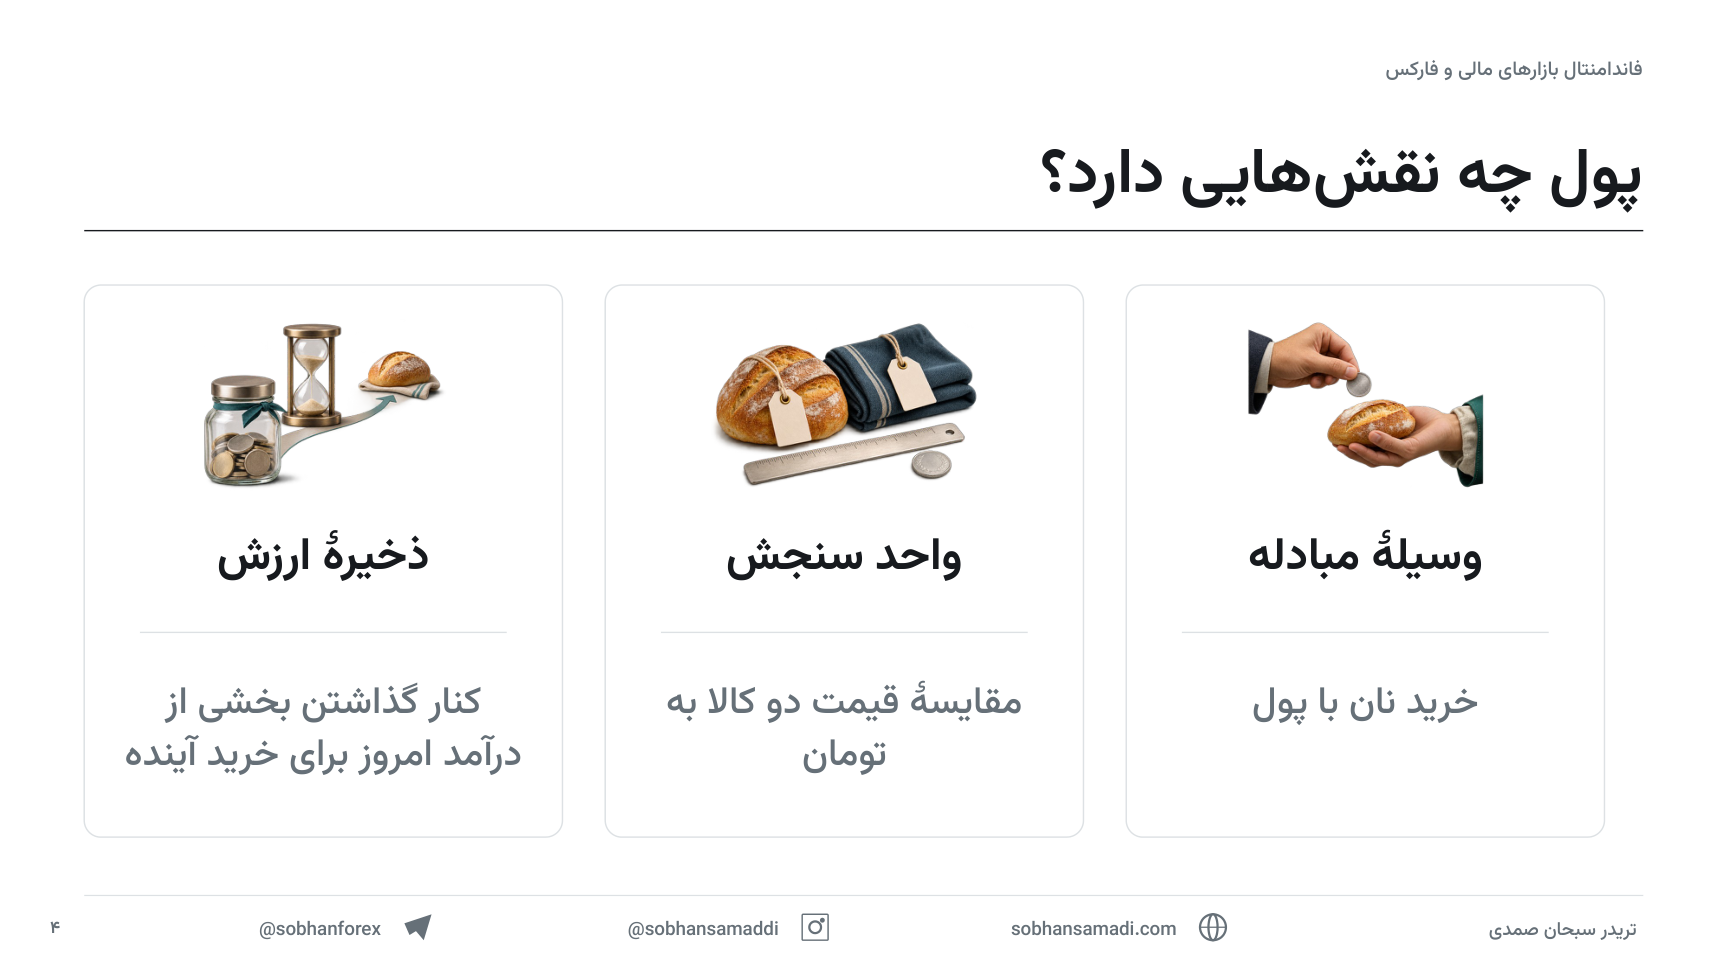 فاندامنتال بازارهای مالی و فارکس
پول چه نقش‌هایی دارد؟
وسیلهٔ مبادله
خرید نان با پول
واحد سنجش
مقایسهٔ قیمت دو کالا به
تومان
ذخیرهٔ ارزش
کنار گذاشتن بخشی از
درآمد امروز برای خرید آینده
تریدر سبحان صمدی
sobhansamadi.com
@sobhansamaddi
@sobhanforex
۴